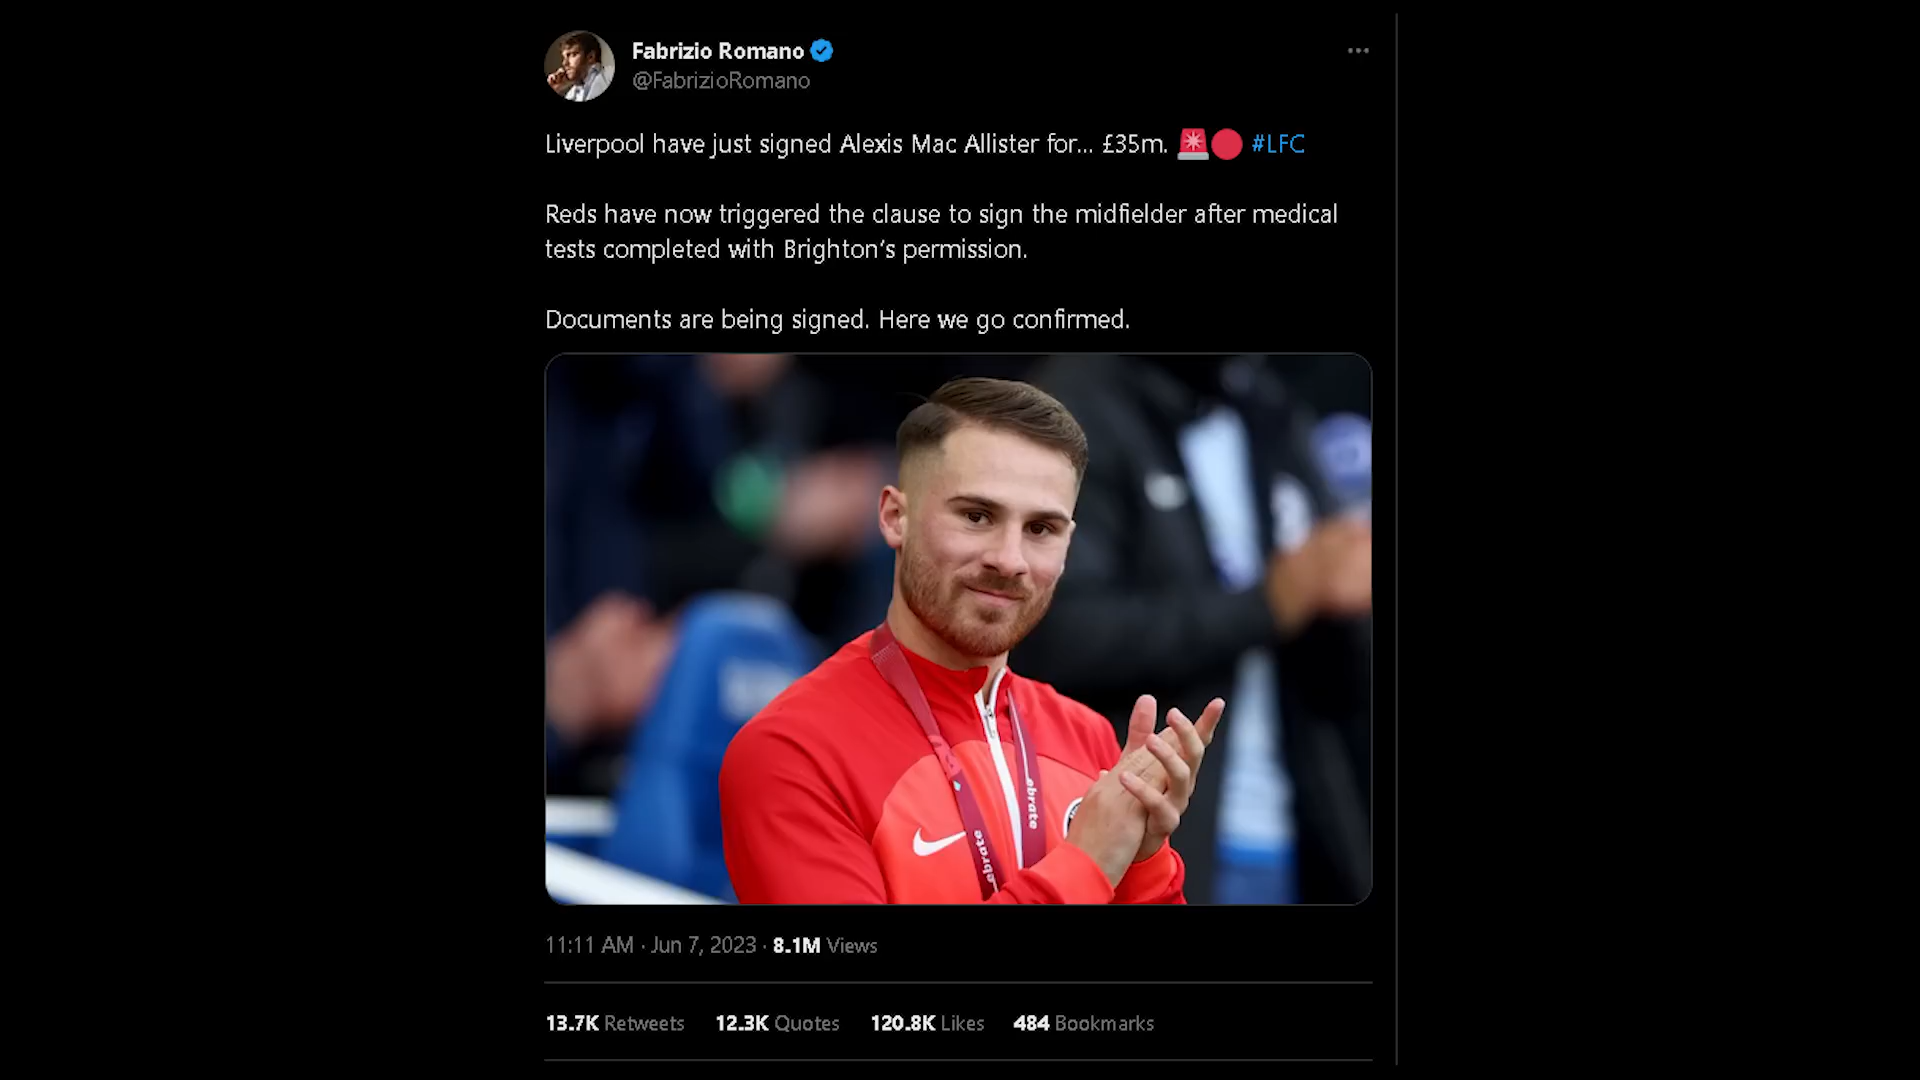 Fabrizio Romano
@FabrizioRomano
Liverpool have just signed Alexis Mac Allister for... £35m. 🚨🔴 #LFC
Reds have now triggered the clause to sign the midfielder after medical
tests completed with Brighton’s permission.
Documents are being signed. Here we go confirmed.
ebrate
ebrate
11:11 AM · Jun 7, 2023 · 8.1M Views
13.7K Retweets 12.3K Quotes 120.8K Likes 484 Bookmarks